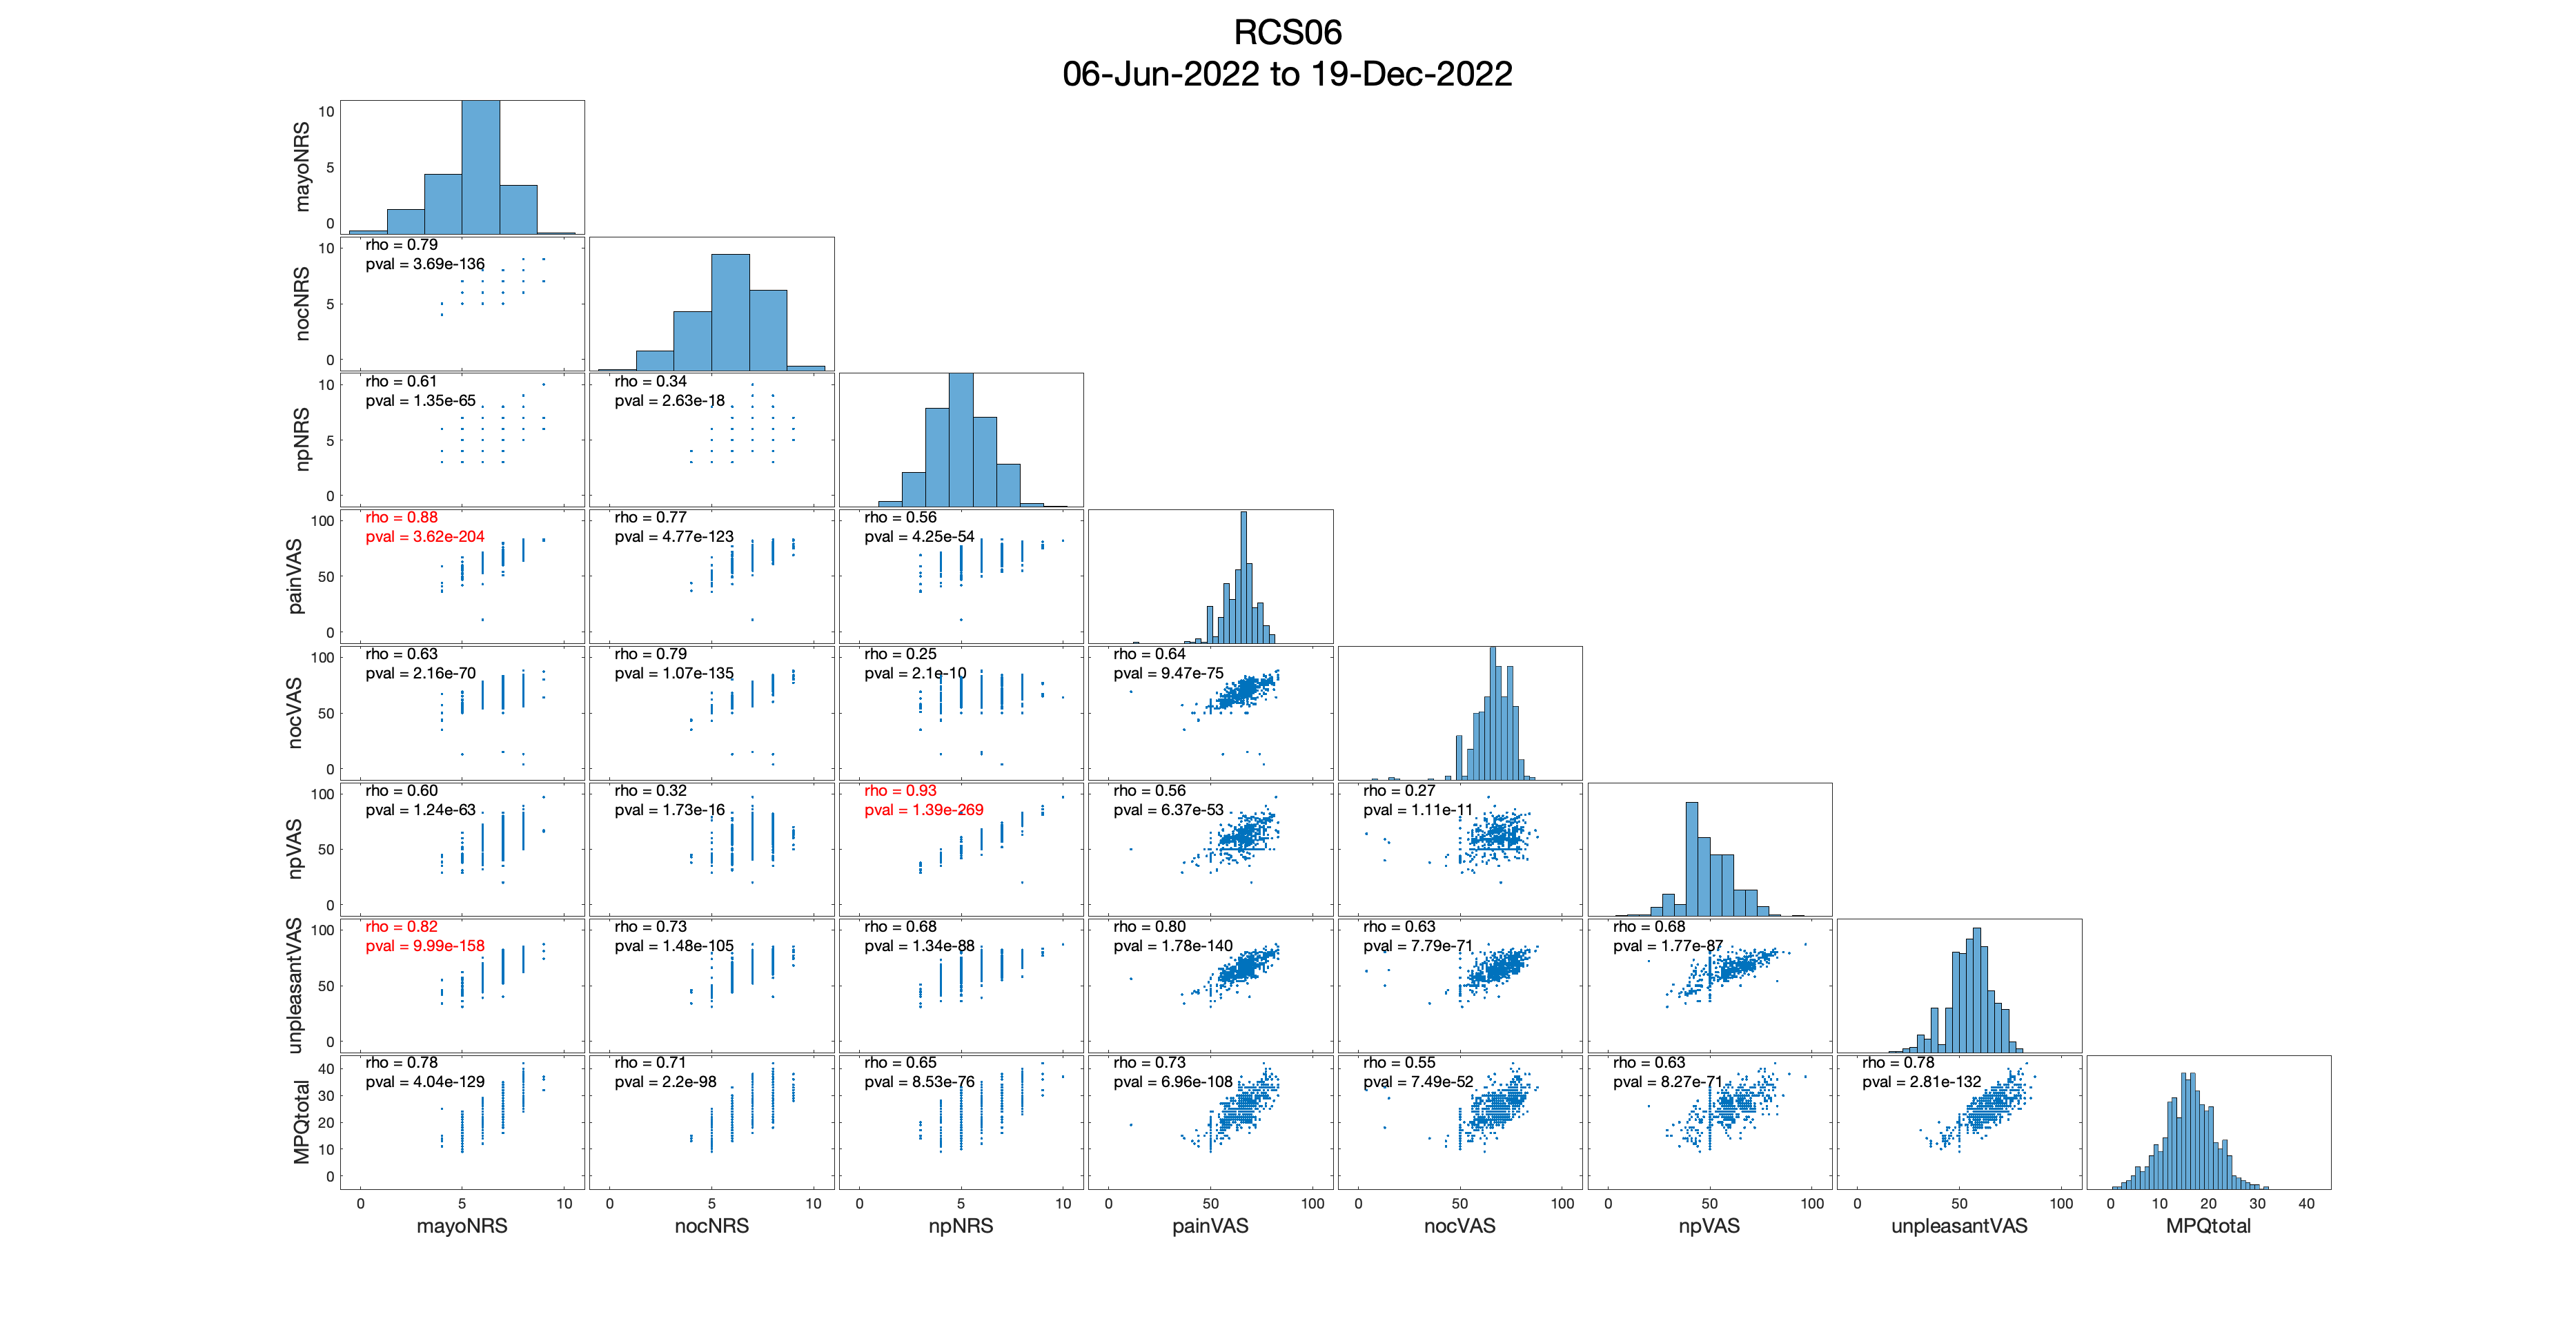 RCS06
06-Jun-2022 to 19-Dec-2022
mayoNRS
10
5
0
nocNRS
10
5
0
rho = 0.79
pval = 3.69e-136
npNRS
10
5
0
rho = 0.61
pval = 1.35e-65
rho = 0.34
pval = 2.63e-18
painVAS
100
50
0
rho = 0.88
pval = 3.62e-204
rho = 0.77
pval = 4.77e-123
rho = 0.56
pval = 4.25e-54
nocVAS
100
50
0
rho = 0.63
pval = 2.16e-70
rho = 0.79
pval = 1.07e-135
rho = 0.25
pval = 2.1e-10
rho = 0.64
pval = 9.47e-75
npVAS
100
50
0
rho = 0.60
pval = 1.24e-63
rho = 0.32
pval = 1.73e-16
rho = 0.93
pval = 1.39e-269
rho = 0.56
pval = 6.37e-53
rho = 0.27
pval = 1.11e-11
unpleasantVAS
100
50
0
rho = 0.82
pval = 9.99e-158
rho = 0.73
pval = 1.48e-105
rho = 0.68
pval = 1.34e-88
rho = 0.80
pval = 1.78e-140
rho = 0.63
pval = 7.79e-71
rho = 0.68
pval = 1.77e-87
MPQtotal
40
30
20
10
0
rho = 0.78
pval = 4.04e-129
rho = 0.71
pval = 2.2e-98
rho = 0.65
pval = 8.53e-76
rho = 0.73
pval = 6.96e-108
rho = 0.55
pval = 7.49e-52
rho = 0.63
pval = 8.27e-71
rho = 0.78
pval = 2.81e-132
0 5 10 0 5 10 0 5 10 0 50 100 0 50 100 0 50 100 0 50 100 0 10 20 30 40
mayoNRS nocNRS npNRS painVAS nocVAS npVAS unpleasantVAS MPQtotal